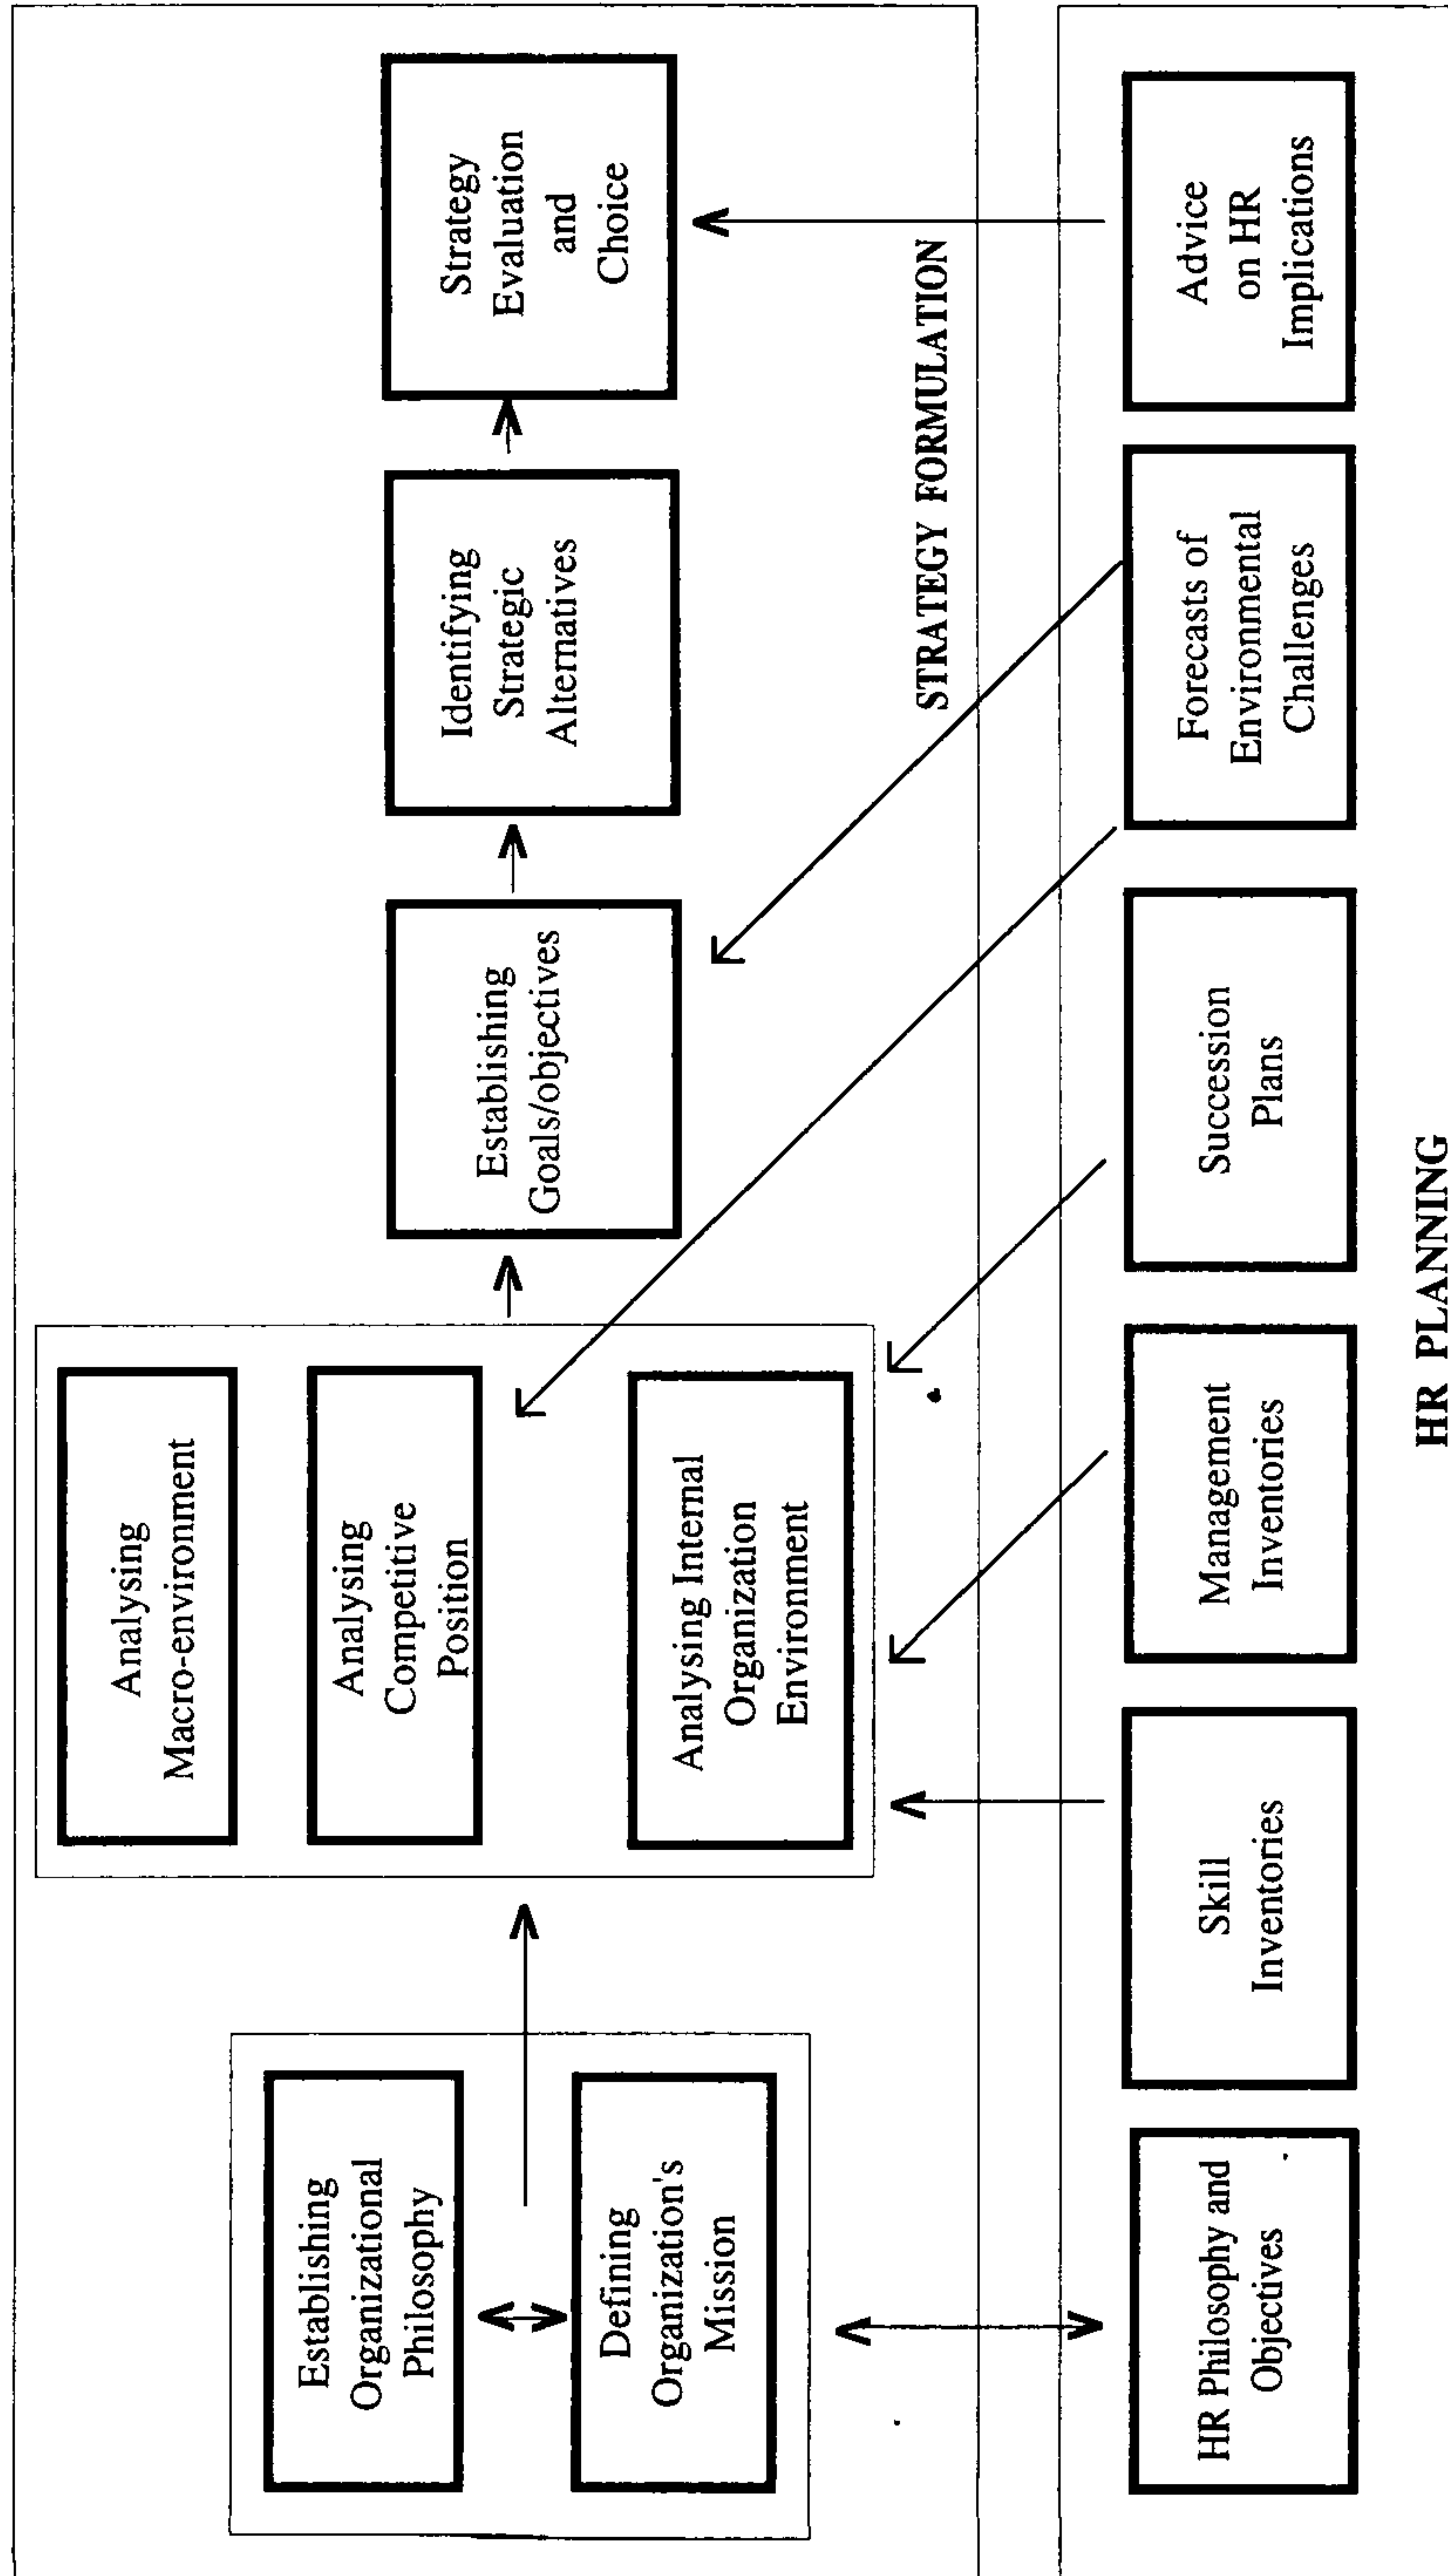 Establishing
Organizational
Philosophy
Defining
Organization's
Mission
Analysing
Macro-environment
Analysing
Competitive
Position
Analysing Internal
Organization
Environment
Establishing
Goals/objectives
Identifying
Strategic
Alternatives
Strategy
Evaluation
and
Choice
STRATEGY FORMULATION
HR Philosophy and
Objectives
Skill
Inventories
Management
Inventories
Succession
Plans
Forecasts of
Environmental
Challenges
Advice
on HR
Implications
HR PLANNING